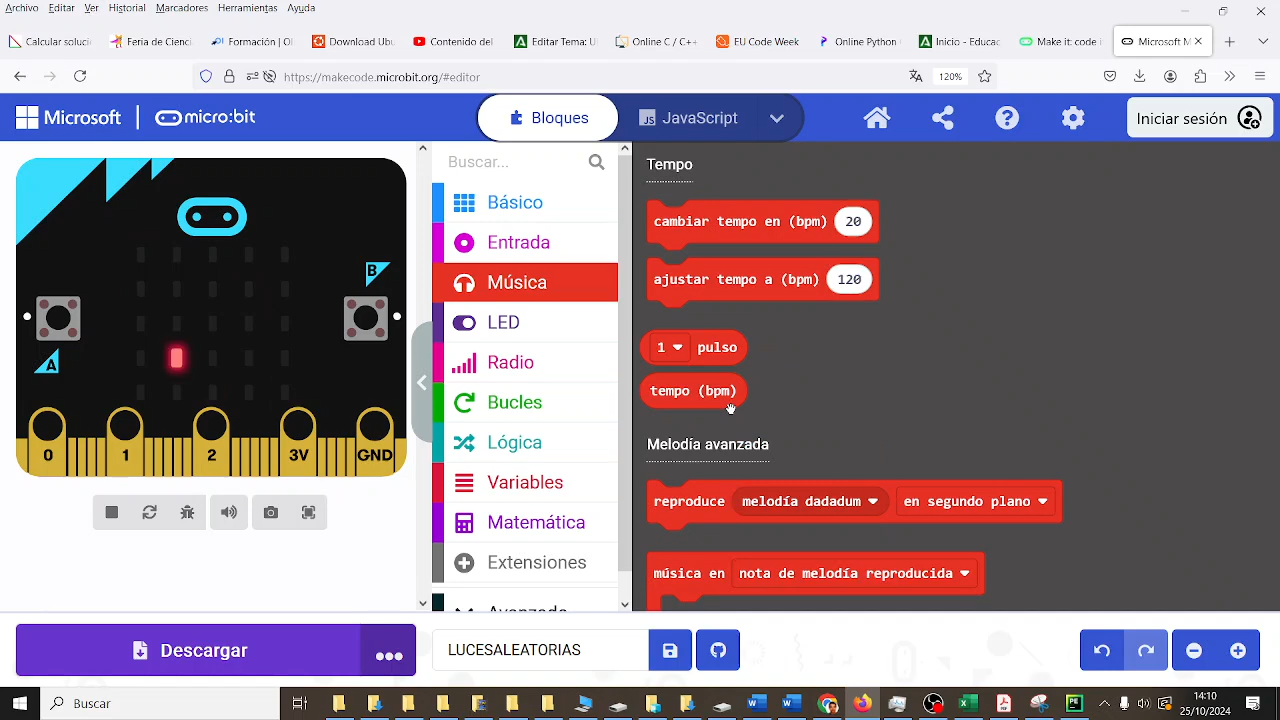 Archivo Editar Ver Historial Marcadores Herramientas Ayuda
Calcular soluci
Feria de Cienci
Formación | Ol
Download Ubu
Contenido del
Editar Tema: U
Online C / C++
EU Code Week
Online Python
Inicio - Educac
Make it: code i
Microsoft M
https://makecode.microbit.org/#editor
120%
Microsoft
micro:bit
Bloques
JS JavaScript
Iniciar sesión
Buscar...
Básico
Entrada
Música
LED
Radio
Bucles
Lógica
Variables
Matemática
Extensiones
Avanzado
A
B
0 1 2 3V GND
Tempo
cambiar tempo en (bpm) 20
ajustar tempo a (bpm) 120
1 pulso
tempo (bpm)
Melodía avanzada
reproduce melodía dadadum en segundo plano
música en nota de melodía reproducida
Descargar
LUCESALEATORIAS
Buscar
14:10
25/10/2024